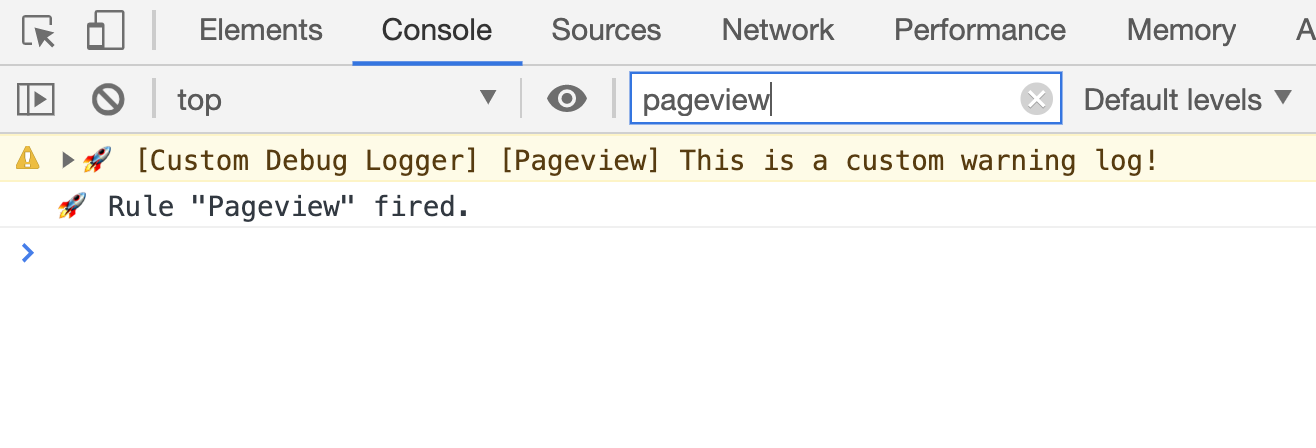 Elements Console Sources Network Performance Memory A
top pageview Default levels
🚀 [Custom Debug Logger] [Pageview] This is a custom warning log!
🚀 Rule "Pageview" fired.